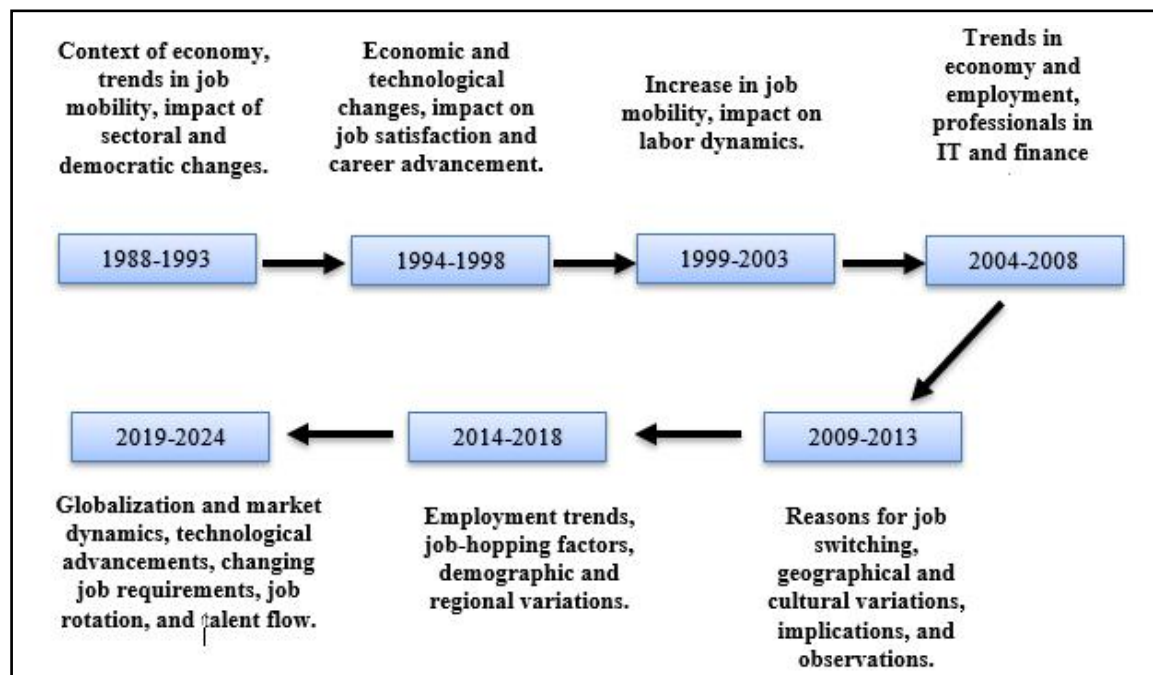 Context of economy,
trends in job
mobility, impact of
sectoral and
democratic changes.
Economic and
technological
changes, impact on
job satisfaction and
career advancement.
Increase in job
mobility, impact on
labor dynamics.
Trends in
economy and
employment,
professionals in
IT and finance
1988-1993
1994-1998
1999-2003
2004-2008
2009-2013
2014-2018
2019-2024
Reasons for job
switching,
geographical and
cultural variations,
implications, and
observations.
Employment trends,
job-hopping factors,
demographic and
regional variations.
Globalization and market
dynamics, technological
advancements, changing
job requirements, job
rotation, and talent flow.